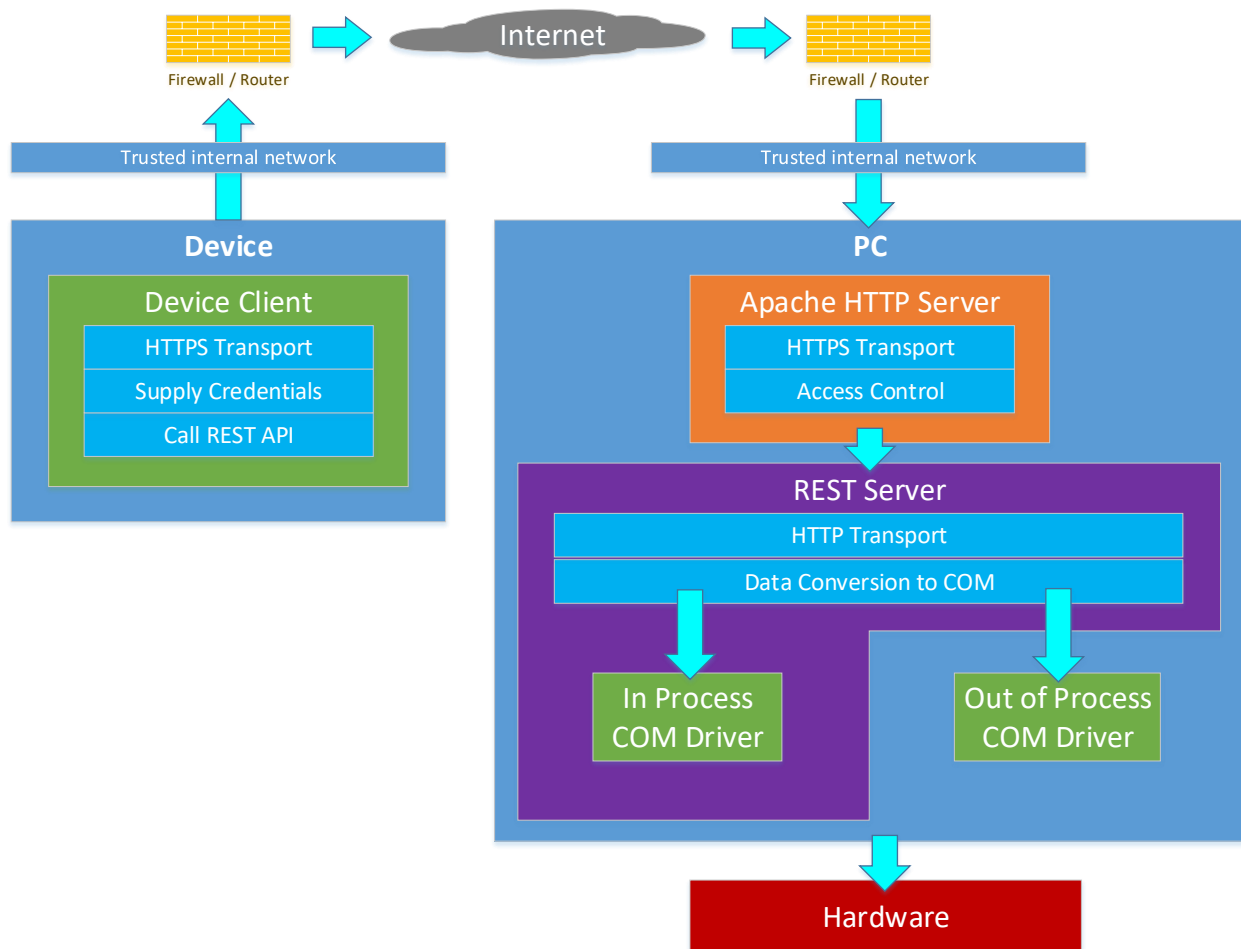 Internet
Firewall / Router
Firewall / Router
Trusted internal network
Trusted internal network
Device
Device Client
HTTPS Transport
Supply Credentials
Call REST API
PC
Apache HTTP Server
HTTPS Transport
Access Control
REST Server
HTTP Transport
Data Conversion to COM
In Process
COM Driver
Out of Process
COM Driver
Hardware